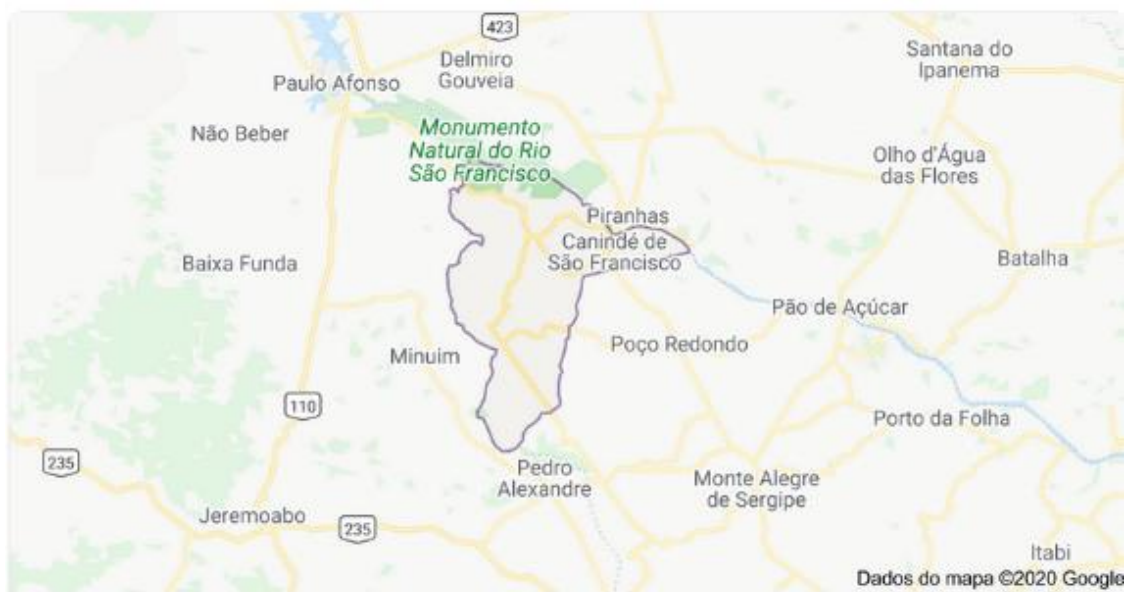 423
Delmiro
Gouveia
Santana do
Ipanema
Paulo Afonso
Não Beber
Monumento
Natural do Rio
São Francisco
Olho d'Água
das Flores
Piranhas
Canindé de
São Francisco
Batalha
Baixa Funda
Pão de Açúcar
Poço Redondo
Minuim
110
Porto da Folha
235
Pedro
Alexandre
Monte Alegre
de Sergipe
Jeremoabo
235
Itabi
Dados do mapa ©2020 Google